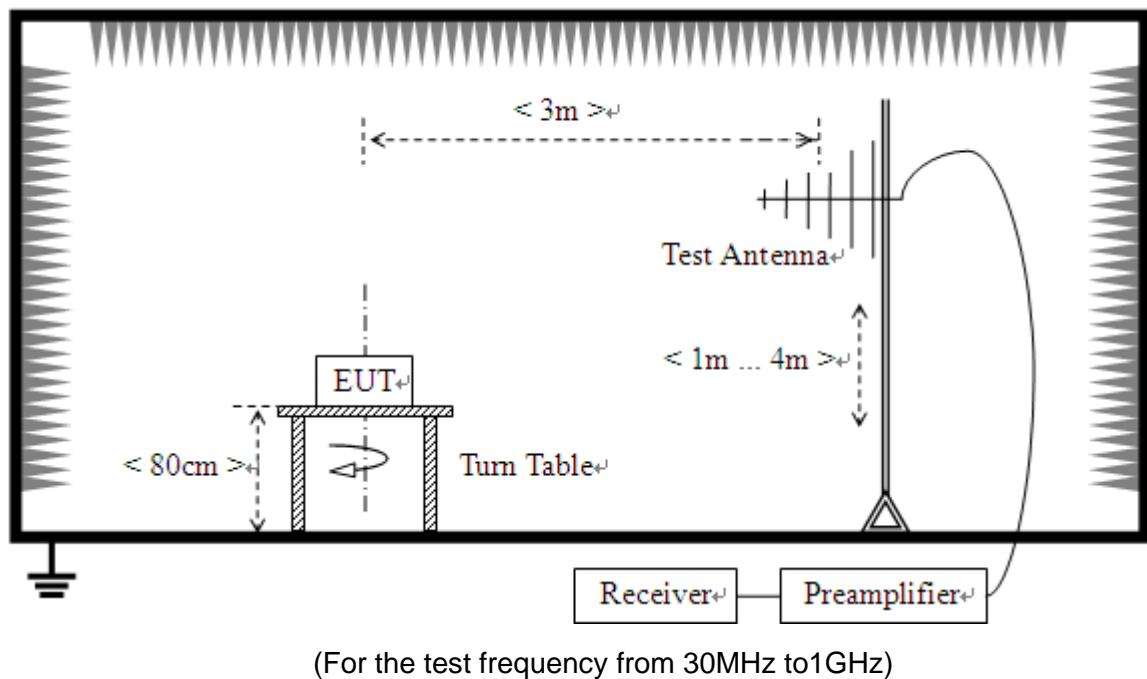 < 3m >↵
Test Antenna↵
< 1m ... 4m >↵
EUT↵
< 80cm >↵
Turn Table↵
Receiver↵
Preamplifier↵
(For the test frequency from 30MHz to1GHz)